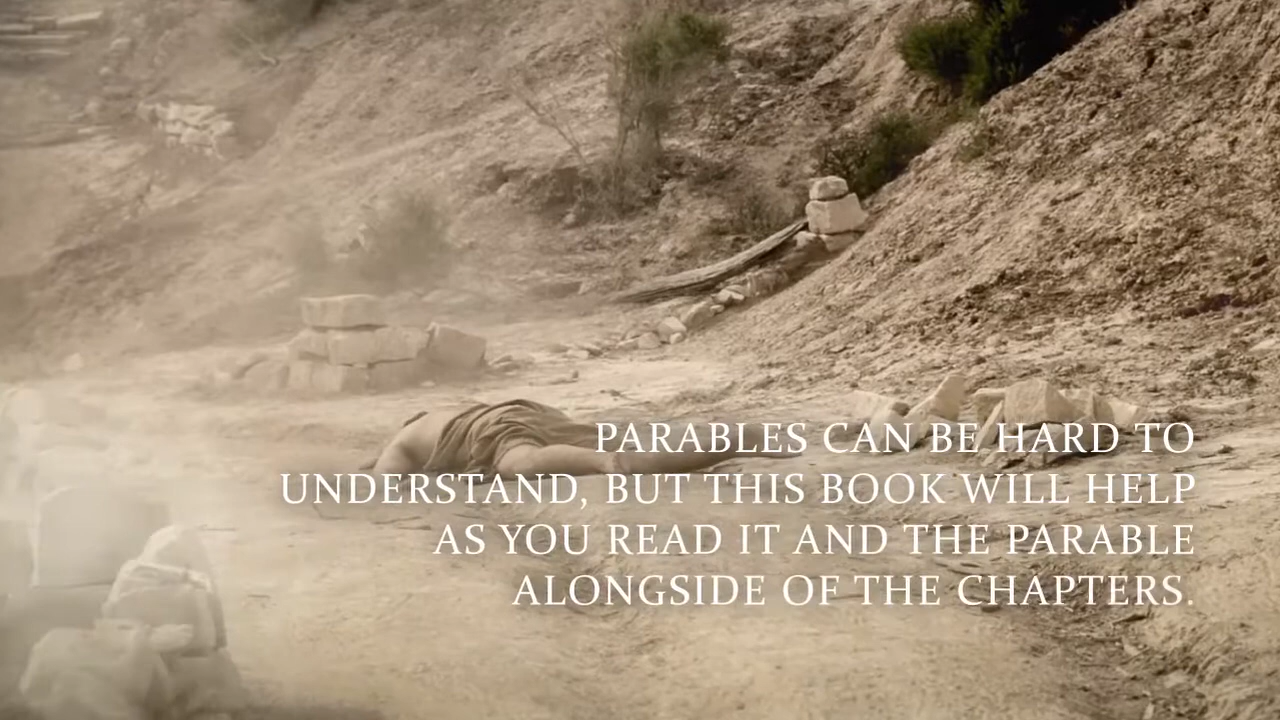 PARABLES CAN BE HARD TO
UNDERSTAND, BUT THIS BOOK WILL HELP
AS YOU READ IT AND THE PARABLE
ALONGSIDE OF THE CHAPTERS.